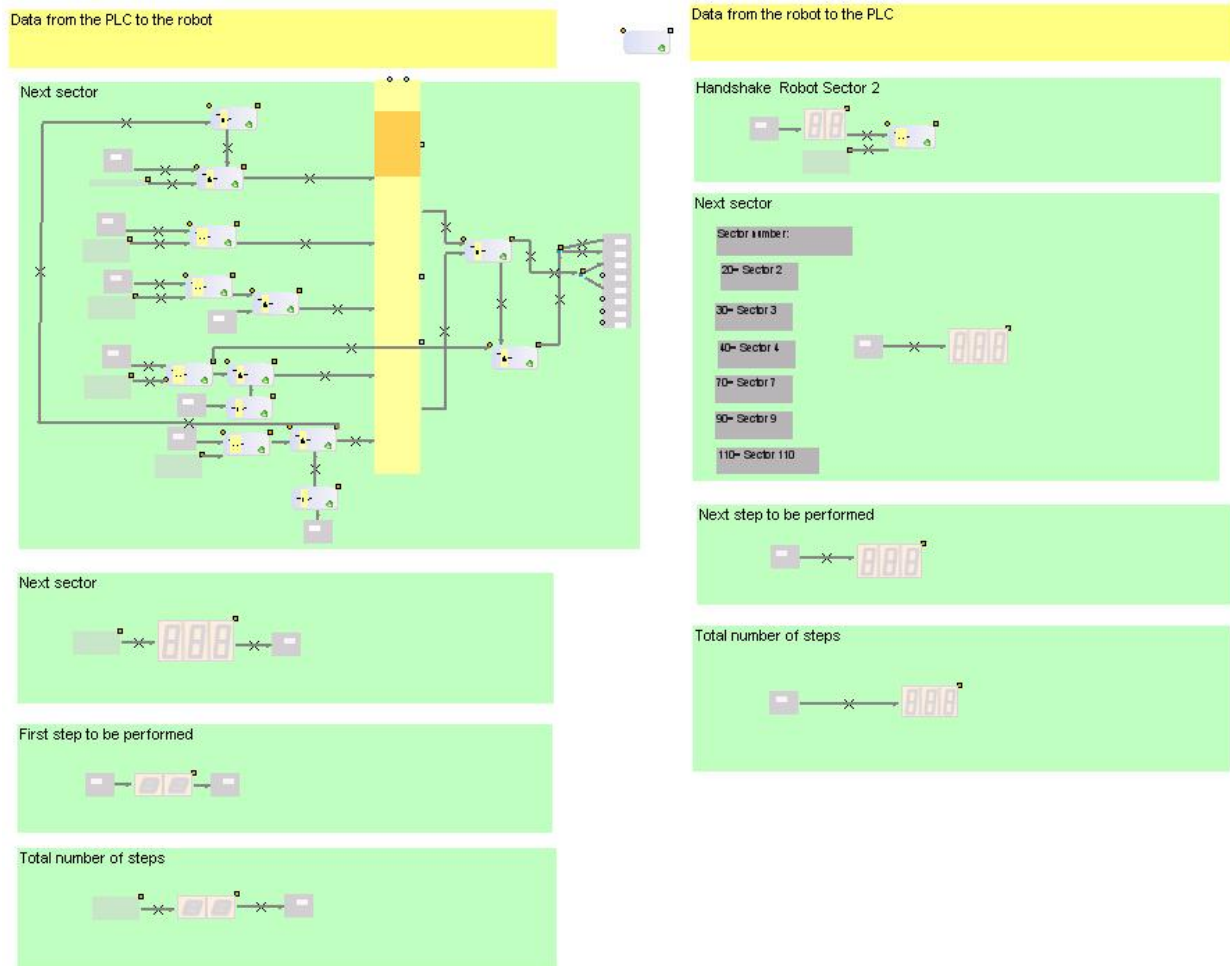 Data from the PLC to the robot
Next sector
Next sector
First step to be performed
Total number of steps
Data from the robot to the PLC
Handshake Robot Sector 2
Next sector
Sector number:
20= Sector 2
30= Sector 3
40= Sector 4
70= Sector 7
90= Sector 9
110= Sector 110
Next step to be performed
Total number of steps